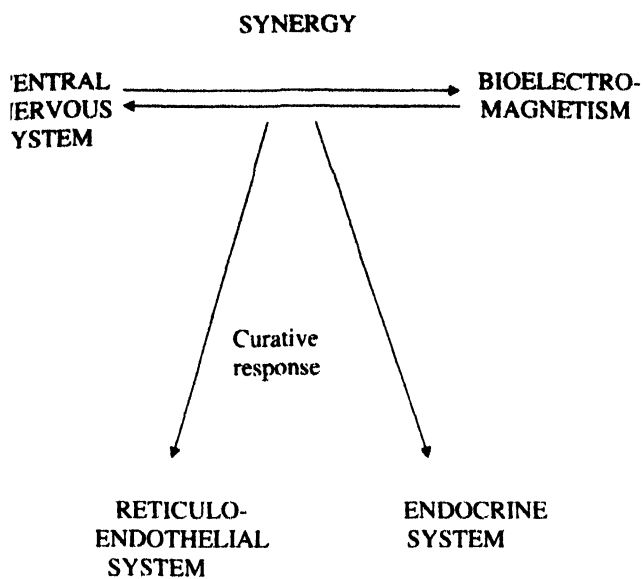 SYNERGY
ENTRAL
ERVOUS
YSTEM
BIOELECTRO-
MAGNETISM
Curative
response
RETICULO-
ENDOTHELIAL
SYSTEM
ENDOCRINE
SYSTEM